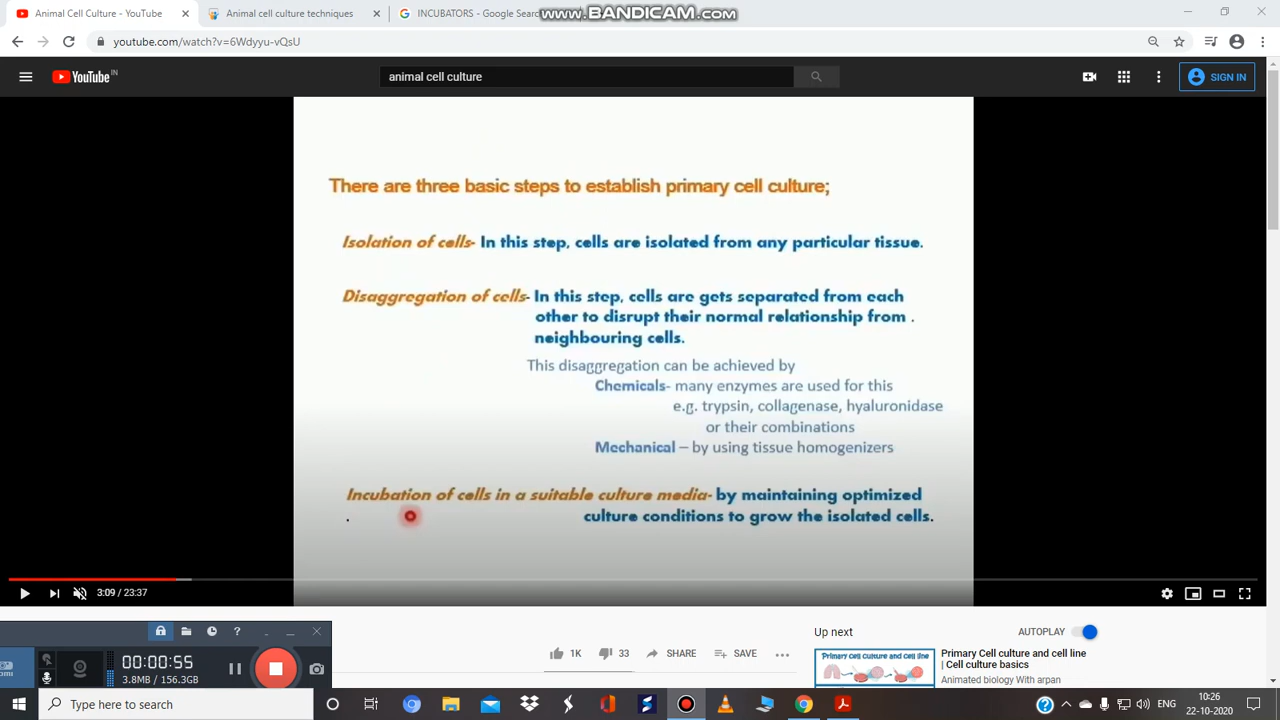 Animal Cell Culture - YouTube
Animal cell culture techniques
INCUBATORS - Google Sear
www.BANDICAM.com
youtube.com/watch?v=6Wdyyu-vQsU
YouTube IN
animal cell culture
SIGN IN
There are three basic steps to establish primary cell culture;
Isolation of cells- In this step, cells are isolated from any particular tissue.
Disaggregation of cells- In this step, cells are gets separated from each
other to disrupt their normal relationship from .
neighbouring cells.
This disaggregation can be achieved by
Chemicals- many enzymes are used for this
e.g. trypsin, collagenase, hyaluronidase
or their combinations
Mechanical – by using tissue homogenizers
Incubation of cells in a suitable culture media- by maintaining optimized
. culture conditions to grow the isolated cells.
3:09 / 23:37
Up next
AUTOPLAY
1K
33
SHARE
SAVE
Primary Cell culture and cell line
Primary Cell culture and cell line
| Cell culture basics
Animated biology With arpan
00:00:55
3.8MB / 156.3GB
Type here to search
ENG
10:26
22-10-2020